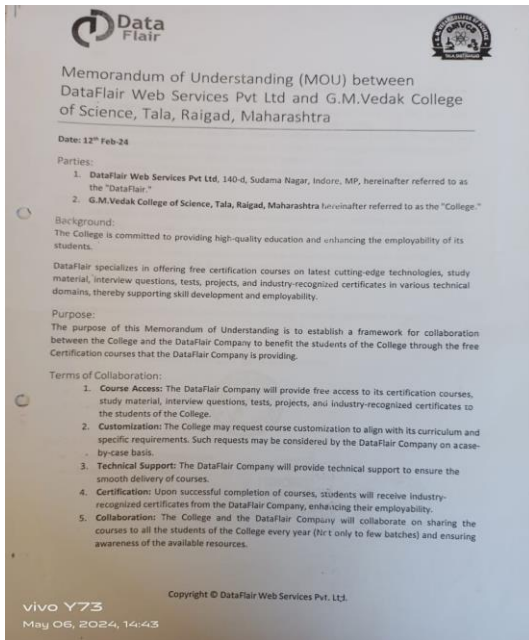 Data
Flair
GMVCS
Memorandum of Understanding (MOU) between
DataFlair Web Services Pvt Ltd and G.M.Vedak College
of Science, Tala, Raigad, Maharashtra
Date: 12th Feb-24
Parties:
1. DataFlair Web Services Pvt Ltd, 140-d, Sudama Nagar, Indore, MP, hereinafter referred to as
the "DataFlair."
2. G.M.Vedak College of Science, Tala, Raigad, Maharashtra hereinafter referred to as the "College."
Background:
The College is committed to providing high-quality education and enhancing the employability of its
students.
DataFlair specializes in offering free certification courses on latest cutting-edge technologies, study
material, interview questions, tests, projects, and industry-recognized certificates in various technical
domains, thereby supporting skill development and employability.
Purpose:
The purpose of this Memorandum of Understanding is to establish a framework for collaboration
between the College and the DataFlair Company to benefit the students of the College through the free
Certification courses that the DataFlair Company is providing.
Terms of Collaboration:
1. Course Access: The DataFlair Company will provide free access to its certification courses,
study material, interview questions, tests, projects, and industry-recognized certificates to
the students of the College.
2. Customization: The College may request course customization to align with its curriculum and
specific requirements. Such requests may be considered by the DataFlair Company on acase-
by-case basis.
3. Technical Support: The DataFlair Company will provide technical support to ensure the
smooth delivery of courses.
4. Certification: Upon successful completion of courses, students will receive industry-
recognized certificates from the DataFlair Company, enhancing their employability.
5. Collaboration: The College and the DataFlair Company will collaborate on sharing the
courses to all the students of the College every year (Not only to few batches) and ensuring
awareness of the available resources.
Copyright © DataFlair Web Services Pvt. Ltd.
vivo Y73
May 06, 2024, 14:43